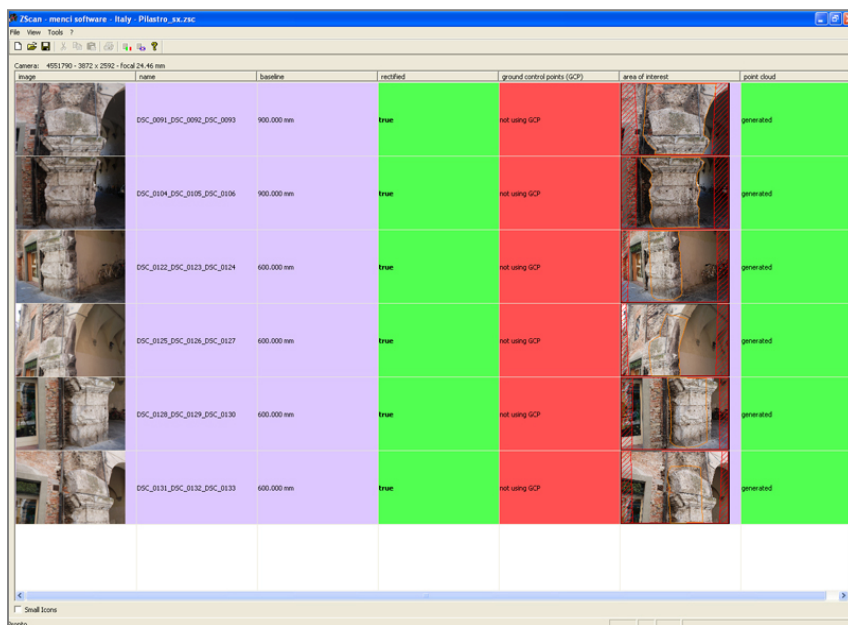 ZScan - menci software - Italy - Pilastro_sx.zsc
File View Tools ?
Camera: 4551790 - 3872 x 2592 - focal 24.46 mm
image name baseline rectified ground control points (GCP) area of interest point cloud
DSC_0091_DSC_0092_DSC_0093 900.000 mm true not using GCP generated
DSC_0104_DSC_0105_DSC_0106 900.000 mm true not using GCP generated
DSC_0122_DSC_0123_DSC_0124 600.000 mm true not using GCP generated
DSC_0125_DSC_0126_DSC_0127 600.000 mm true not using GCP generated
DSC_0128_DSC_0129_DSC_0130 600.000 mm true not using GCP generated
DSC_0131_DSC_0132_DSC_0133 600.000 mm true not using GCP generated
Small Icons
Pronto